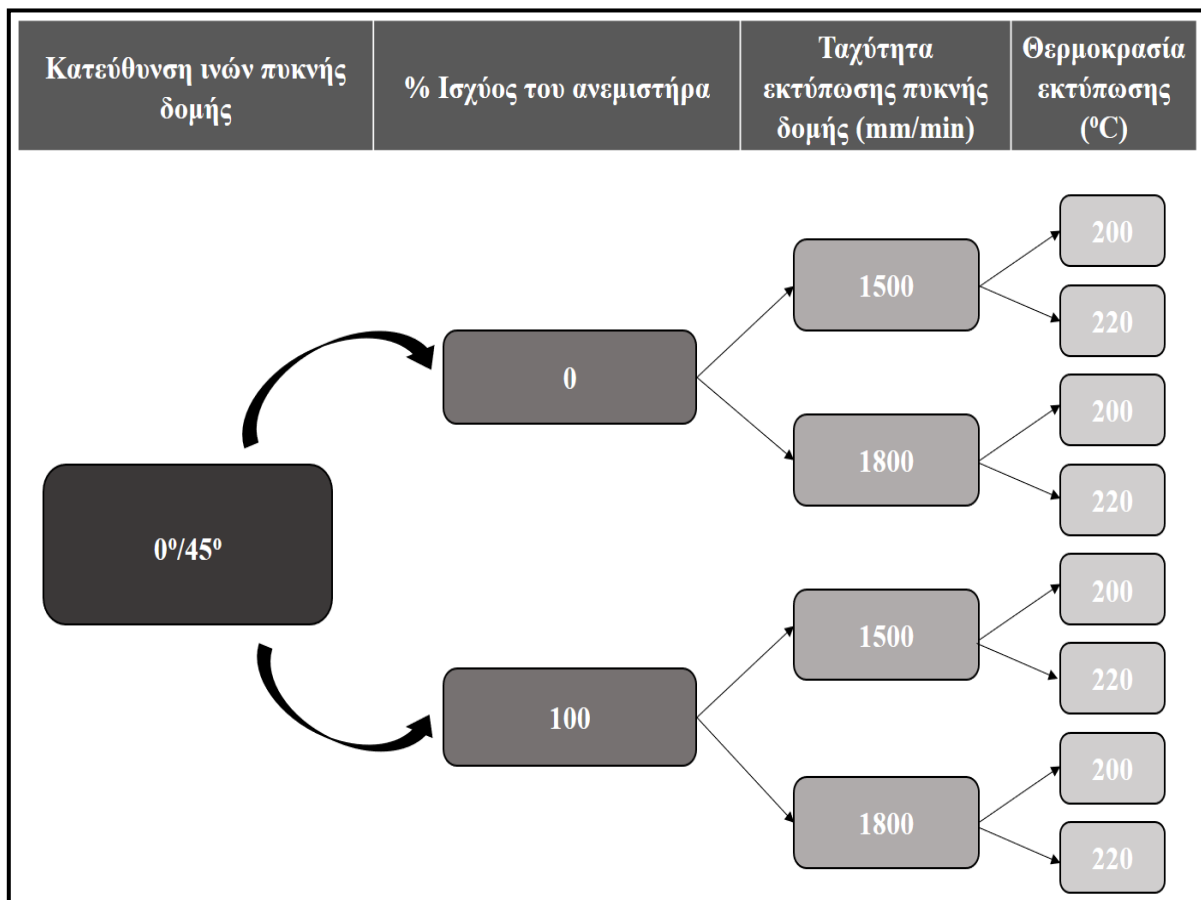 Κατεύθυνση ινών πυκνής
δομής
% Ισχύος του ανεμιστήρα
Ταχύτητα
εκτύπωσης πυκνής
δομής (mm/min)
Θερμοκρασία
εκτύπωσης
(⁰C)
0⁰/45⁰
0
100
1500
1800
1500
1800
200
220
200
220
200
220
200
220